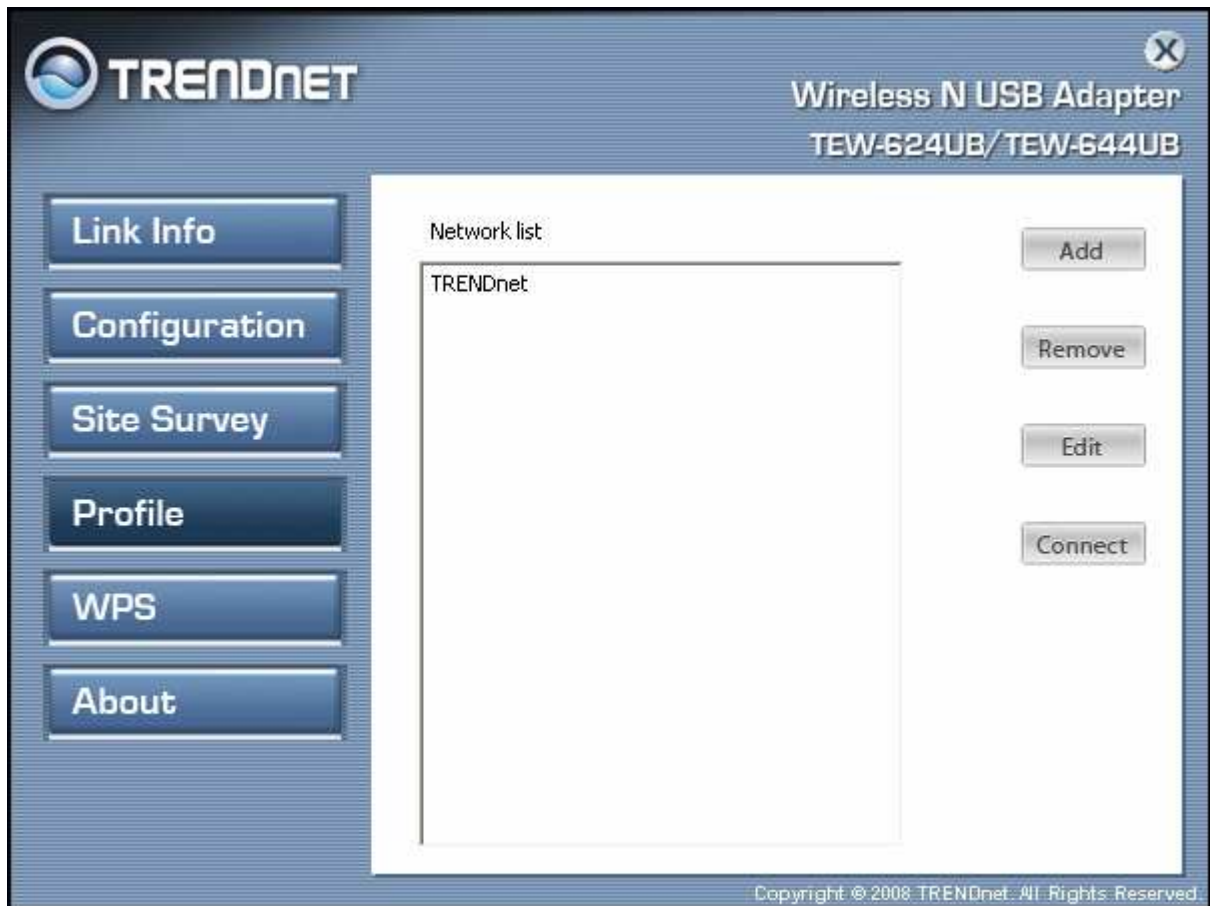 TRENDnet
Wireless N USB Adapter
TEW-624UB/TEW-644UB
Link Info
Configuration
Site Survey
Profile
WPS
About
Network list
TRENDnet
Add
Remove
Edit
Connect
Copyright © 2008 TRENDnet. All Rights Reserved.